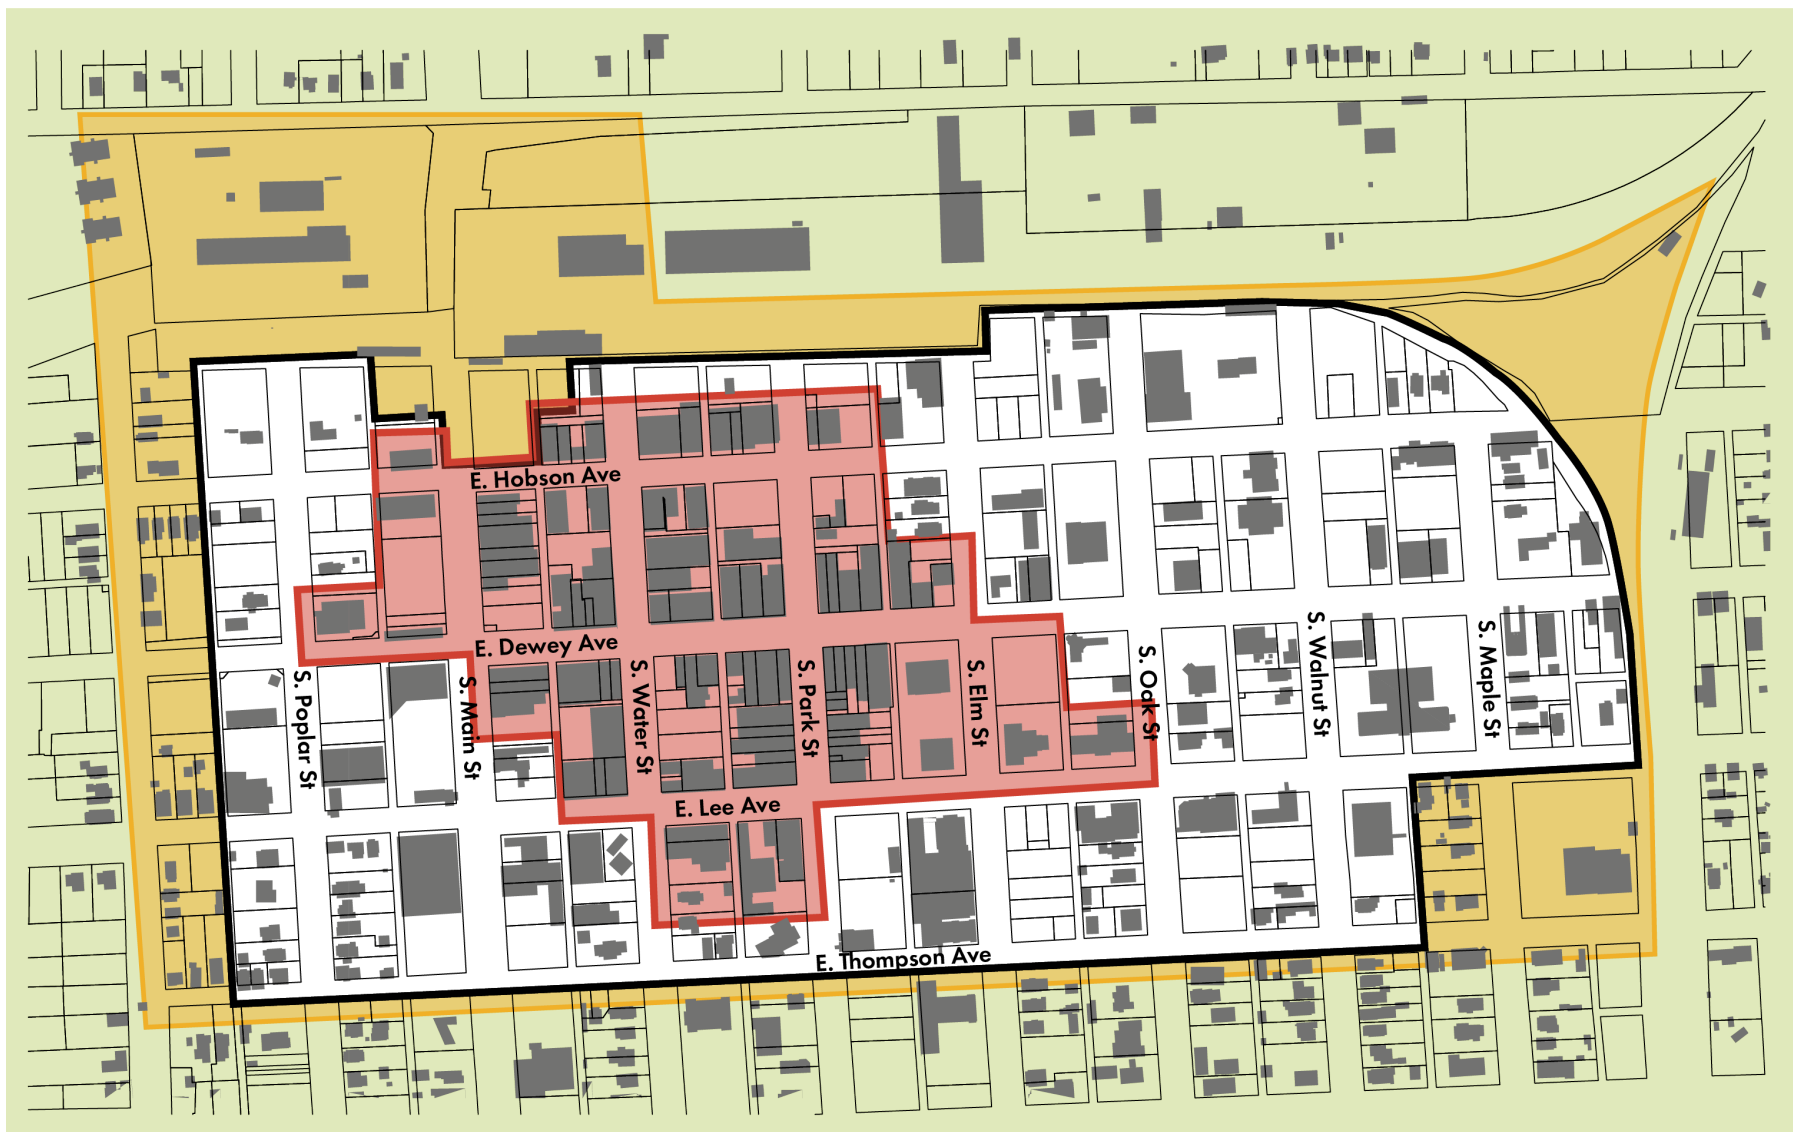 E. Hobson Ave
E. Dewey Ave
S. Poplar St
S. Main St
S. Water St
S. Park St
S. Elm St
S. Oak St
S. Walnut St
S. Maple St
E. Lee Ave
E. Thompson Ave